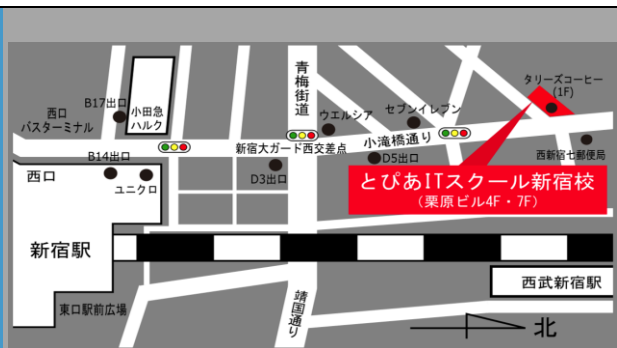 青梅街道
タリーズコーヒー
(1F)
B17出口
小田急
ハルク
西口
バスターミナル
ウエルシア
セブンイレブン
小滝橋通り
新宿大ガード西交差点
西新宿七郵便局
B14出口
D3出口
D5出口
西口
ユニクロ
とぴあITスクール新宿校
(栗原ビル4F・7F)
新宿駅
西武新宿駅
東口駅前広場
靖国通り
北